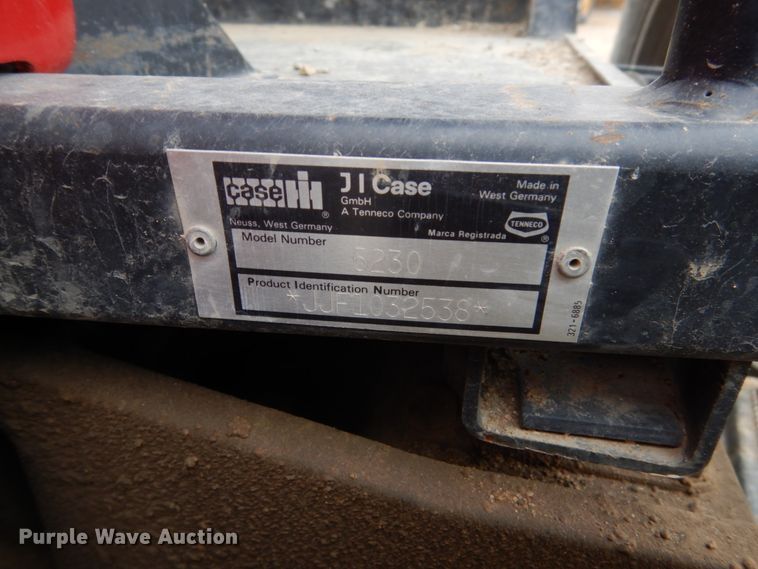 case IH
®
J I Case
GmbH
A Tenneco Company
Made in
West Germany
Neuss, West Germany
Marca Registrada
TENNECO
®
Model Number
5230
Product Identification Number
*JJF1032538*
321-6885
Purple Wave Auction